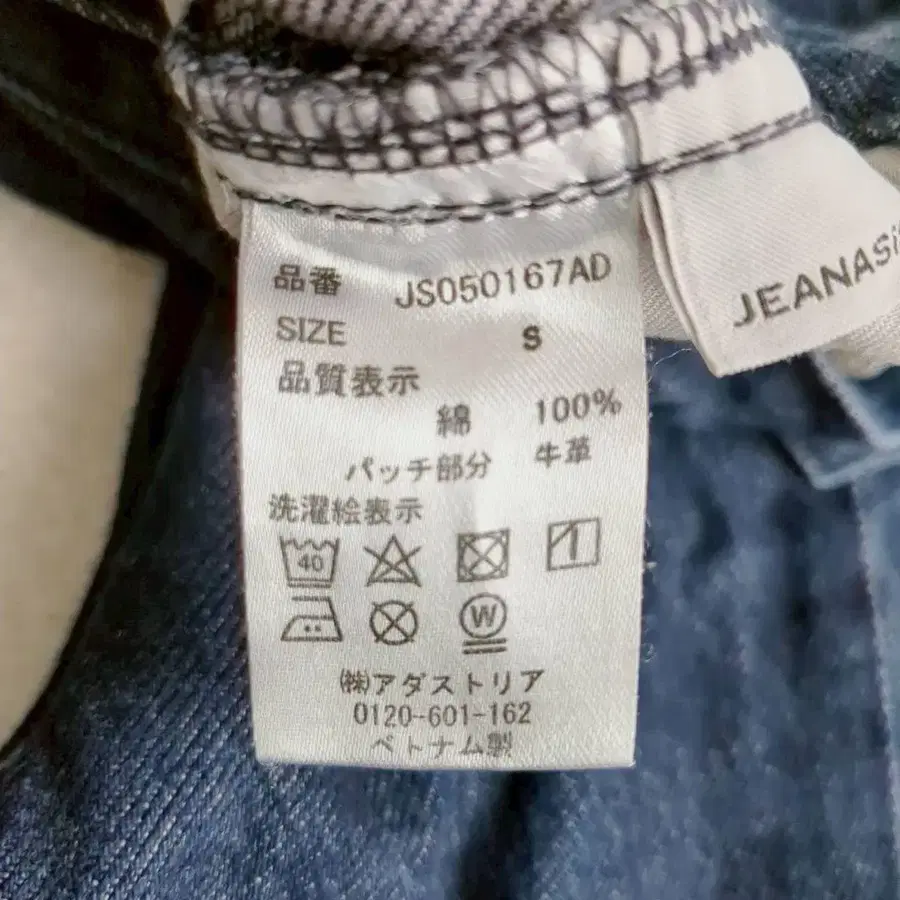 品番 JS050167AD
SIZE S
品質表示
綿 100%
パッチ部分 牛革
洗濯絵表示
40
W
㈱アダストリア
0120-601-162
ベトナム製
JEANASiS